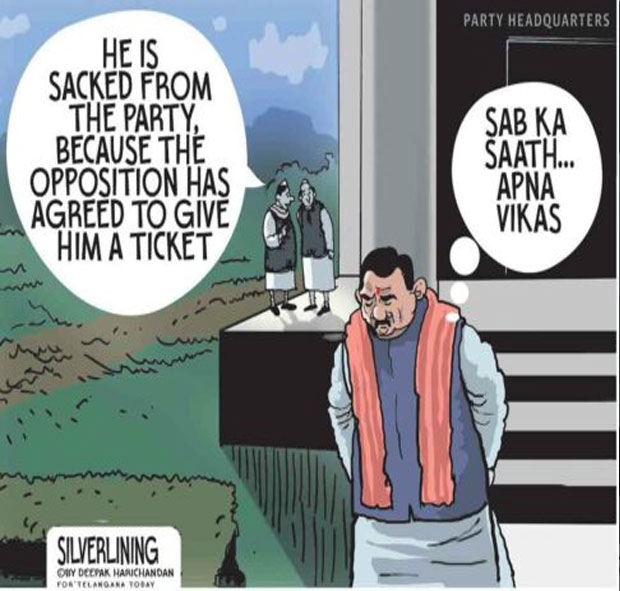 PARTY HEADQUARTERS
HE IS
SACKED FROM
THE PARTY,
BECAUSE THE
OPPOSITION HAS
AGREED TO GIVE
HIM A TICKET
SAB KA
SAATH...
APNA
VIKAS
SILVERLINING
©BY DEEPAK HARICHANDAN
FOR TELANGANA TODAY